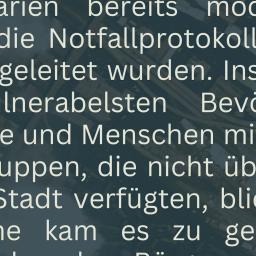 arien bereits mod
die Notfallprotokoll
geleitet wurden. Ins
lnerabelsten Bevö
e und Menschen mi
uppen, die nicht üb
Stadt verfügten, bli
ne kam es zu ge